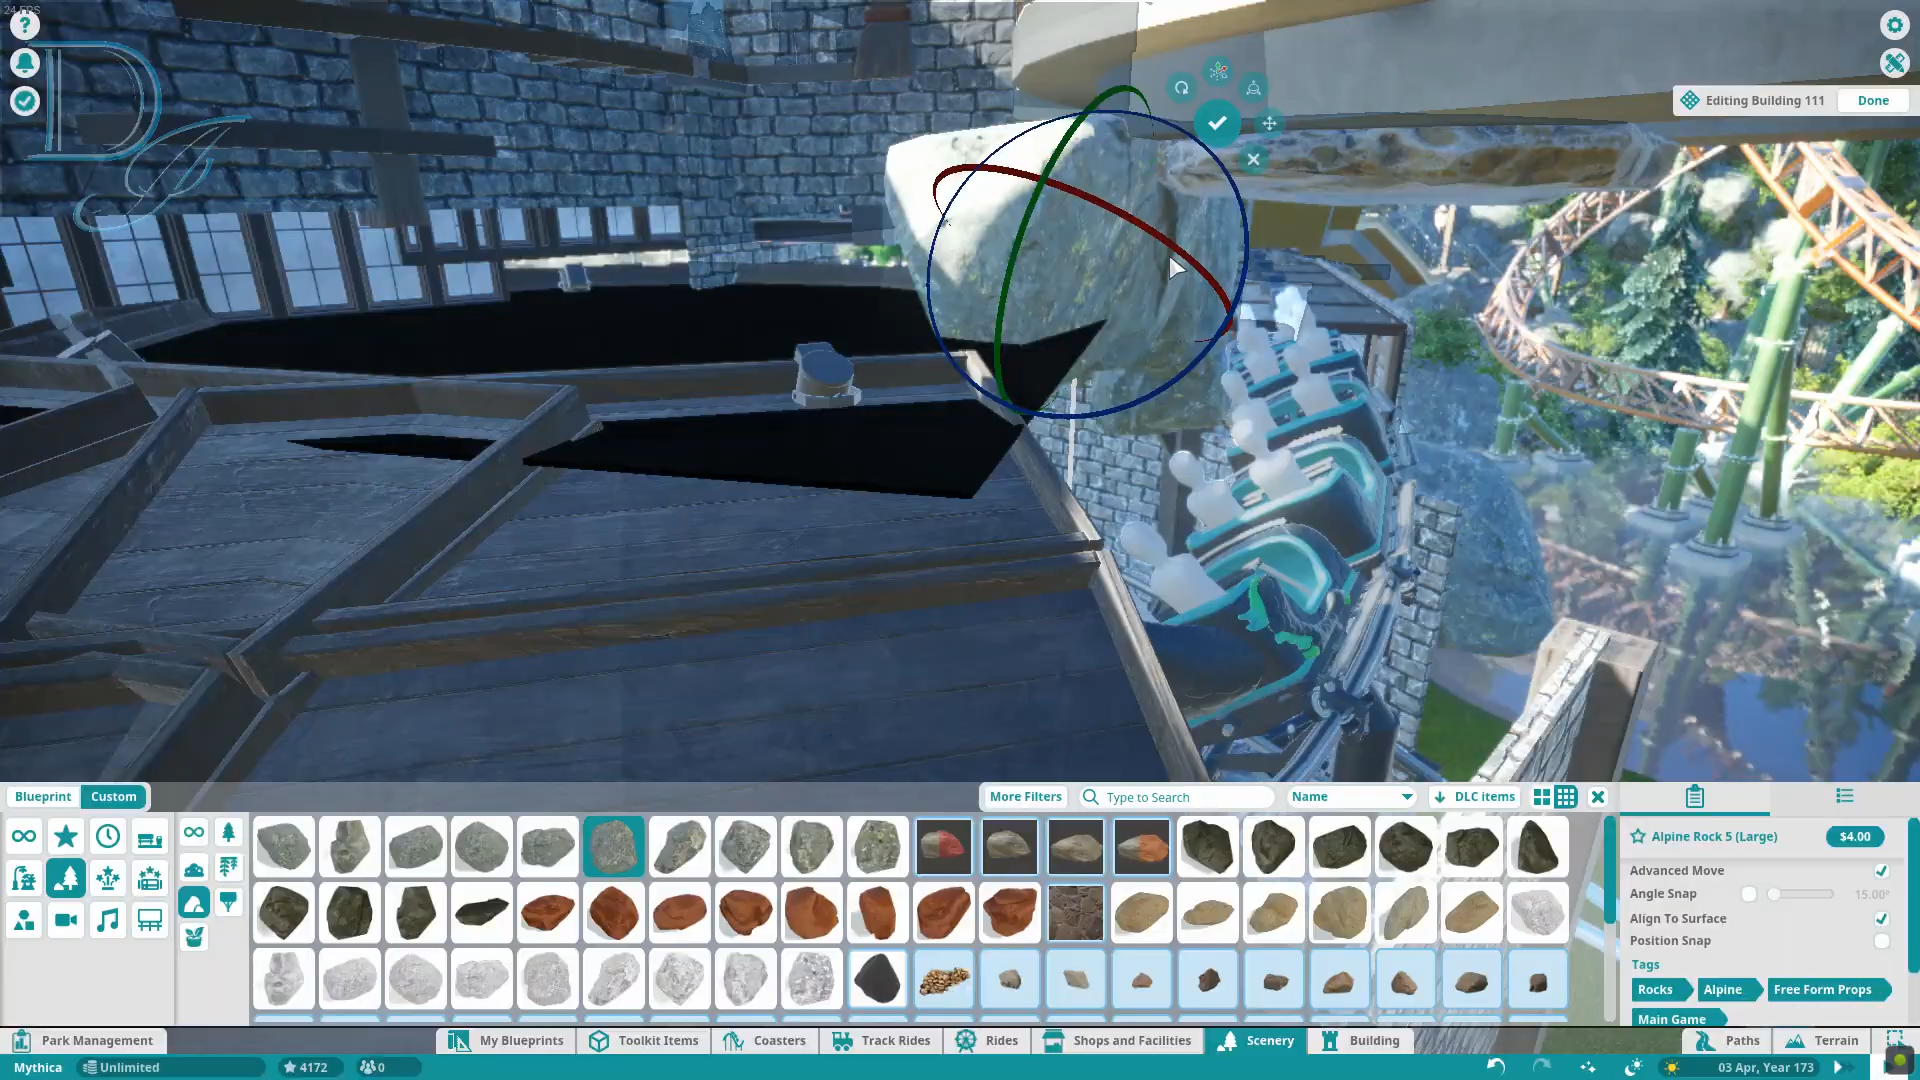 24 FPS
?
DJ
Editing Building 111
Done
Blueprint
Custom
More Filters
Type to Search
Name
DLC items
Alpine Rock 5 (Large)
$4.00
Advanced Move
Angle Snap
15.00°
Align To Surface
Position Snap
Tags
Rocks
Alpine
Free Form Props
Main Game
Park Management
My Blueprints
Toolkit Items
Coasters
Track Rides
Rides
Shops and Facilities
Scenery
Building
Paths
Terrain
Mythica
Unlimited
4172
0
03 Apr, Year 173